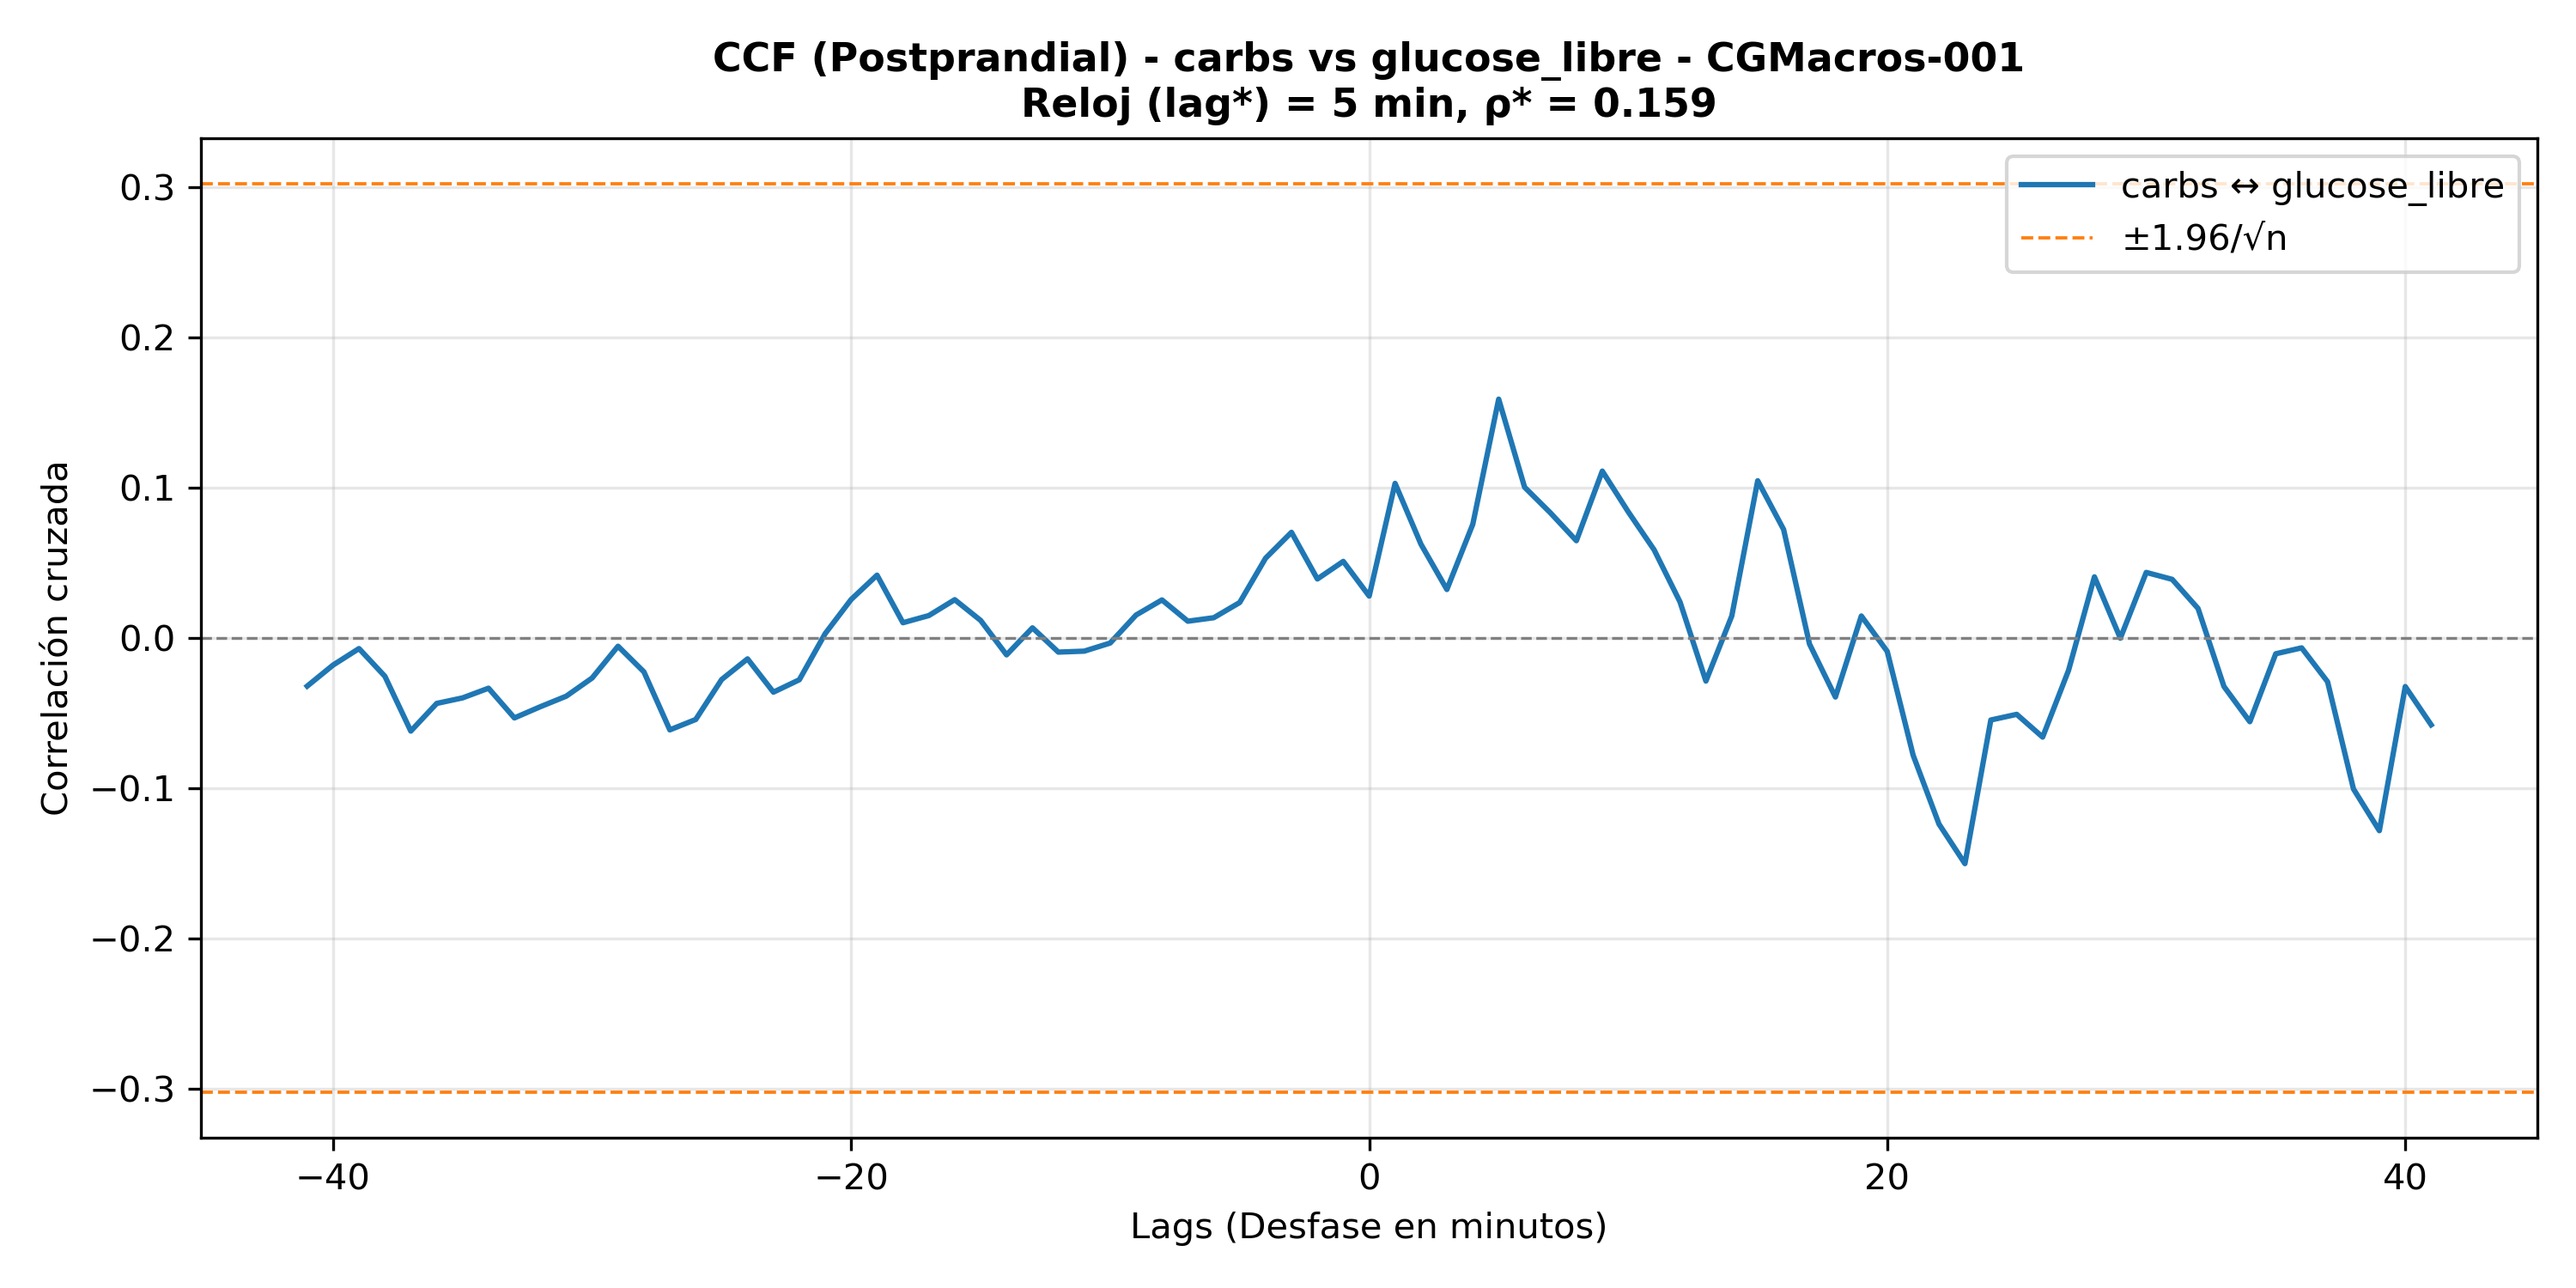 CCF (Postprandial) - carbs vs glucose_libre - CGMacros-001
Reloj (lag*) = 5 min, ρ* = 0.159
carbs ↔ glucose_libre
±1.96/√n
Correlación cruzada
0.3
0.2
0.1
0.0
−0.1
−0.2
−0.3
−40
−20
0
20
40
Lags (Desfase en minutos)